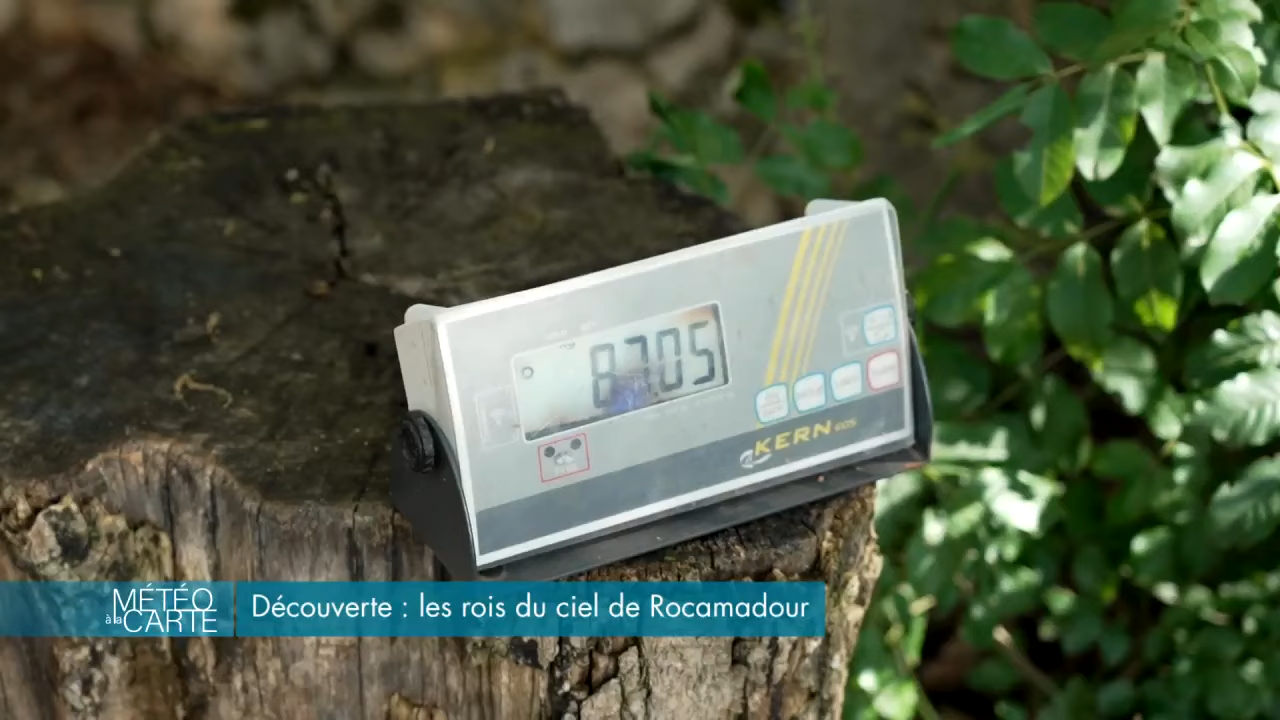 8705
KERN
MÉTÉO
à la
CARTE
Découverte : les rois du ciel de Rocamadour